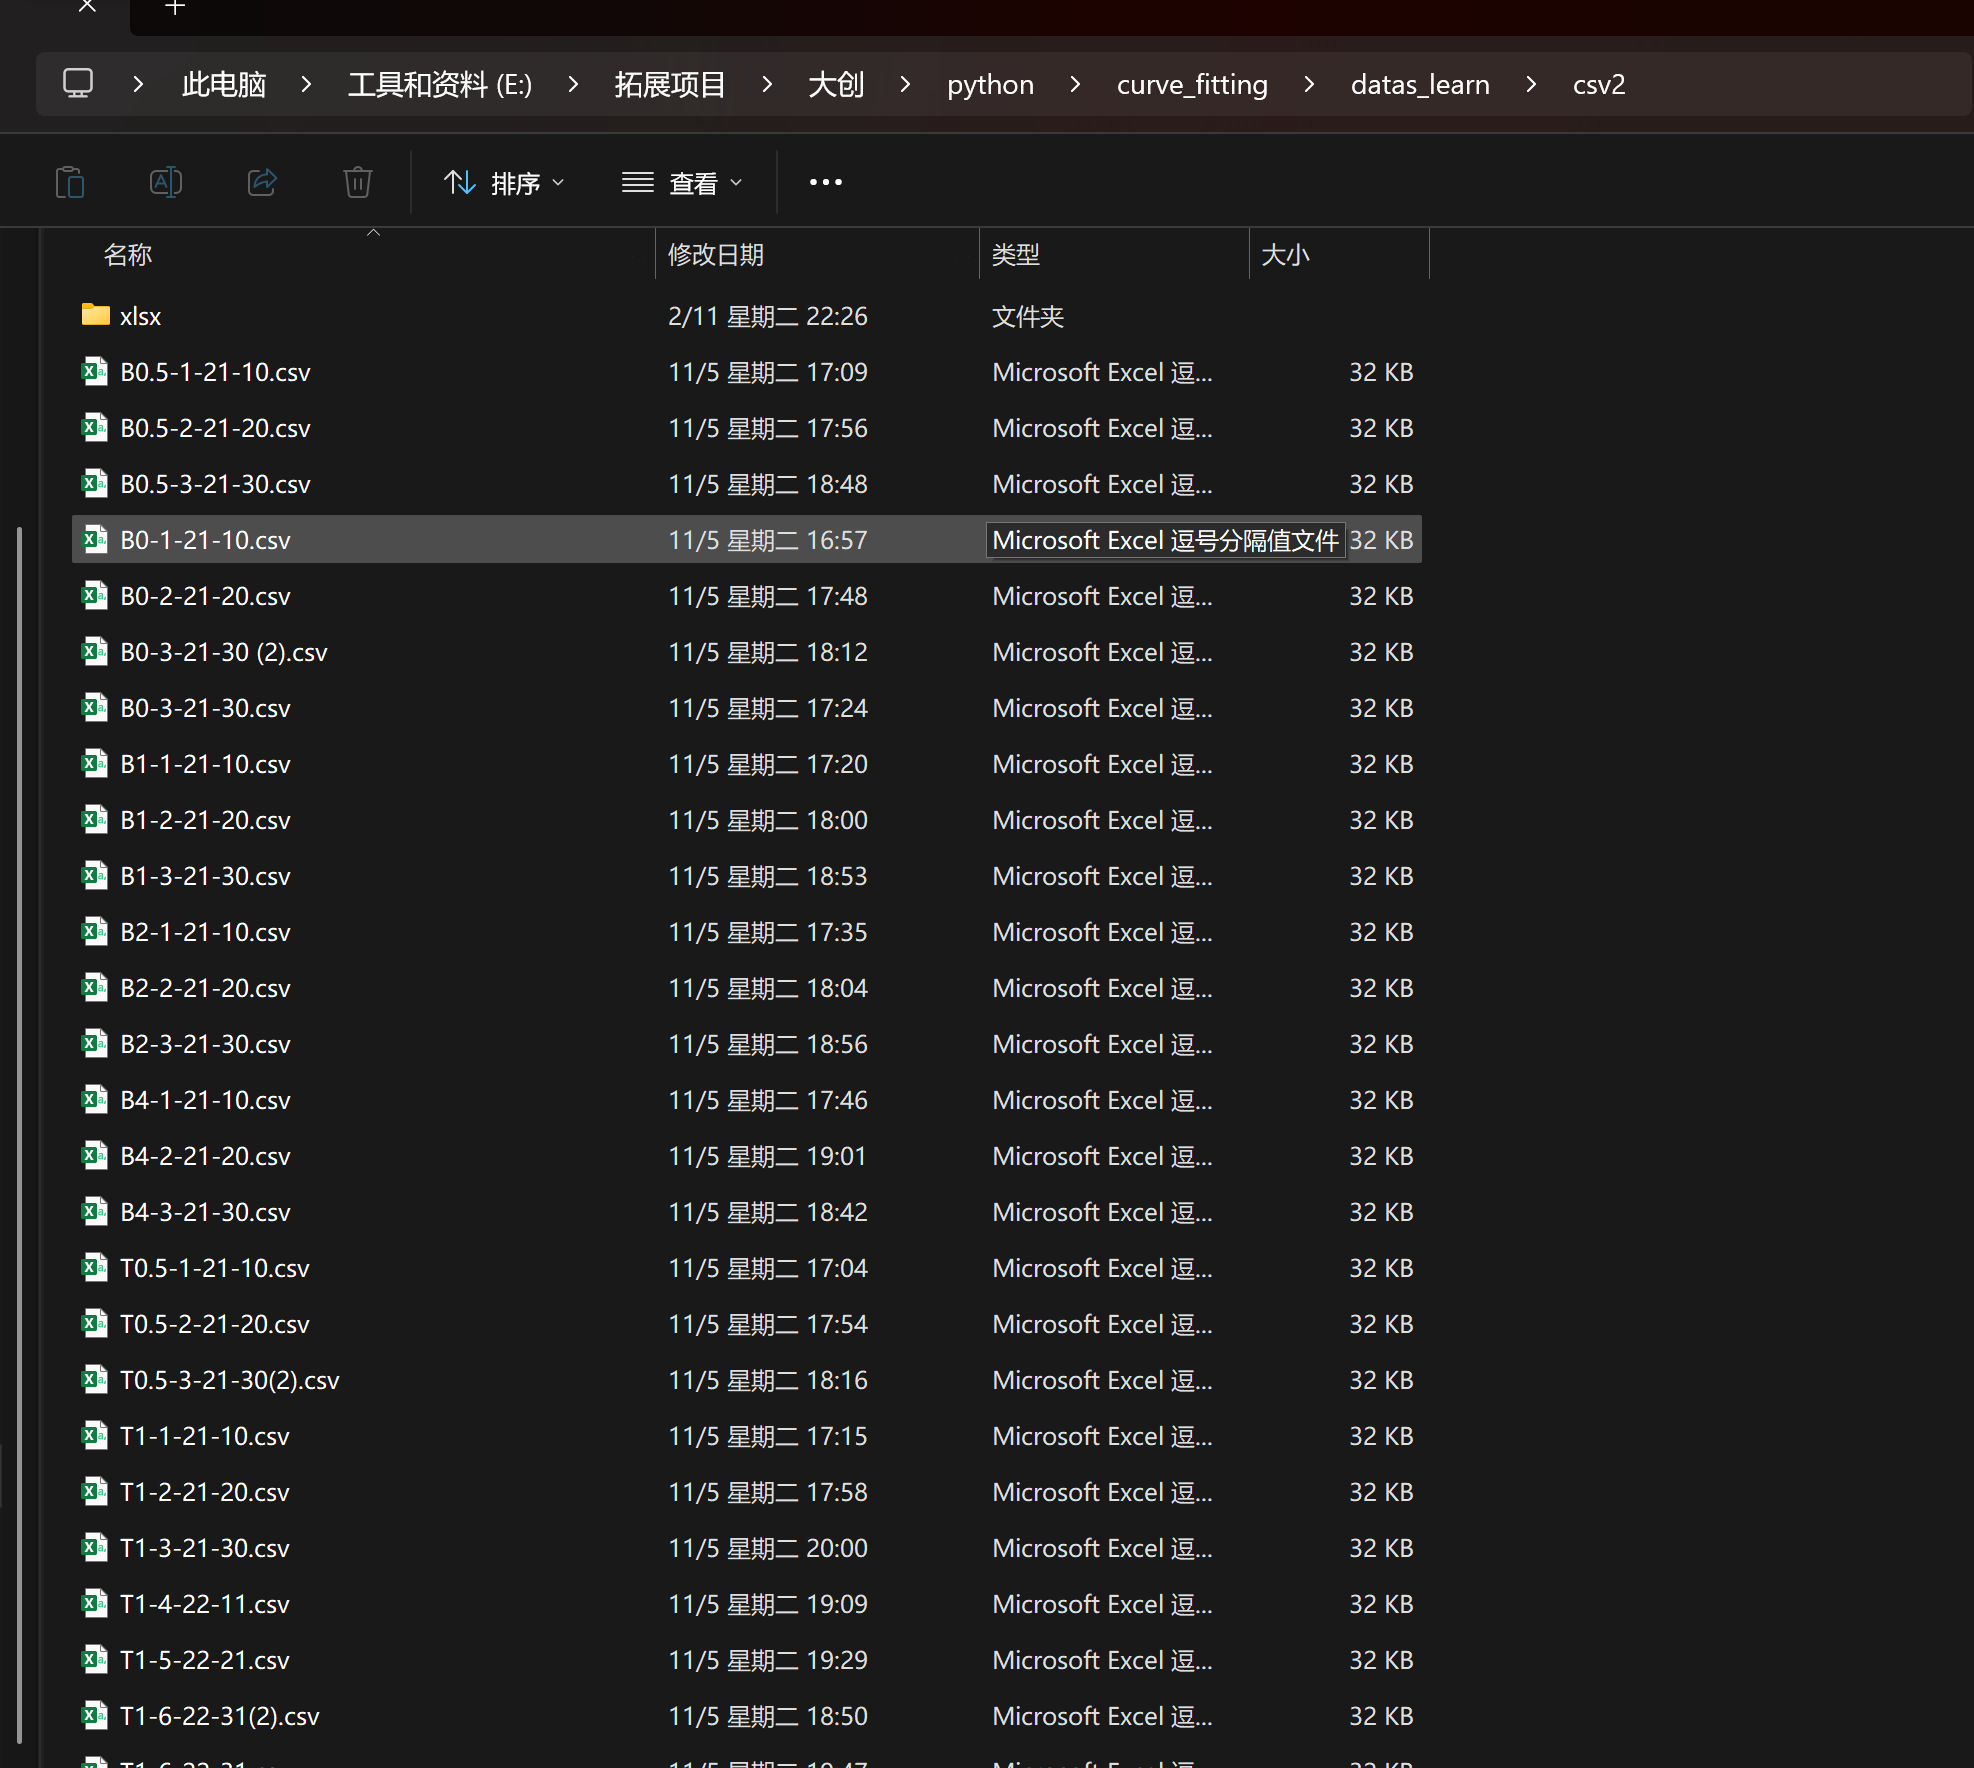 此电脑 > 工具和资料 (E:) > 拓展项目 > 大创 > python > curve_fitting > datas_learn > csv2
排序 查看
名称 修改日期 类型 大小
xlsx 2/11 星期二 22:26 文件夹
B0.5-1-21-10.csv 11/5 星期二 17:09 Microsoft Excel 逗... 32 KB
B0.5-2-21-20.csv 11/5 星期二 17:56 Microsoft Excel 逗... 32 KB
B0.5-3-21-30.csv 11/5 星期二 18:48 Microsoft Excel 逗... 32 KB
B0-1-21-10.csv 11/5 星期二 16:57 Microsoft Excel 逗号分隔值文件 32 KB
B0-2-21-20.csv 11/5 星期二 17:48 Microsoft Excel 逗... 32 KB
B0-3-21-30 (2).csv 11/5 星期二 18:12 Microsoft Excel 逗... 32 KB
B0-3-21-30.csv 11/5 星期二 17:24 Microsoft Excel 逗... 32 KB
B1-1-21-10.csv 11/5 星期二 17:20 Microsoft Excel 逗... 32 KB
B1-2-21-20.csv 11/5 星期二 18:00 Microsoft Excel 逗... 32 KB
B1-3-21-30.csv 11/5 星期二 18:53 Microsoft Excel 逗... 32 KB
B2-1-21-10.csv 11/5 星期二 17:35 Microsoft Excel 逗... 32 KB
B2-2-21-20.csv 11/5 星期二 18:04 Microsoft Excel 逗... 32 KB
B2-3-21-30.csv 11/5 星期二 18:56 Microsoft Excel 逗... 32 KB
B4-1-21-10.csv 11/5 星期二 17:46 Microsoft Excel 逗... 32 KB
B4-2-21-20.csv 11/5 星期二 19:01 Microsoft Excel 逗... 32 KB
B4-3-21-30.csv 11/5 星期二 18:42 Microsoft Excel 逗... 32 KB
T0.5-1-21-10.csv 11/5 星期二 17:04 Microsoft Excel 逗... 32 KB
T0.5-2-21-20.csv 11/5 星期二 17:54 Microsoft Excel 逗... 32 KB
T0.5-3-21-30(2).csv 11/5 星期二 18:16 Microsoft Excel 逗... 32 KB
T1-1-21-10.csv 11/5 星期二 17:15 Microsoft Excel 逗... 32 KB
T1-2-21-20.csv 11/5 星期二 17:58 Microsoft Excel 逗... 32 KB
T1-3-21-30.csv 11/5 星期二 20:00 Microsoft Excel 逗... 32 KB
T1-4-22-11.csv 11/5 星期二 19:09 Microsoft Excel 逗... 32 KB
T1-5-22-21.csv 11/5 星期二 19:29 Microsoft Excel 逗... 32 KB
T1-6-22-31(2).csv 11/5 星期二 18:50 Microsoft Excel 逗... 32 KB